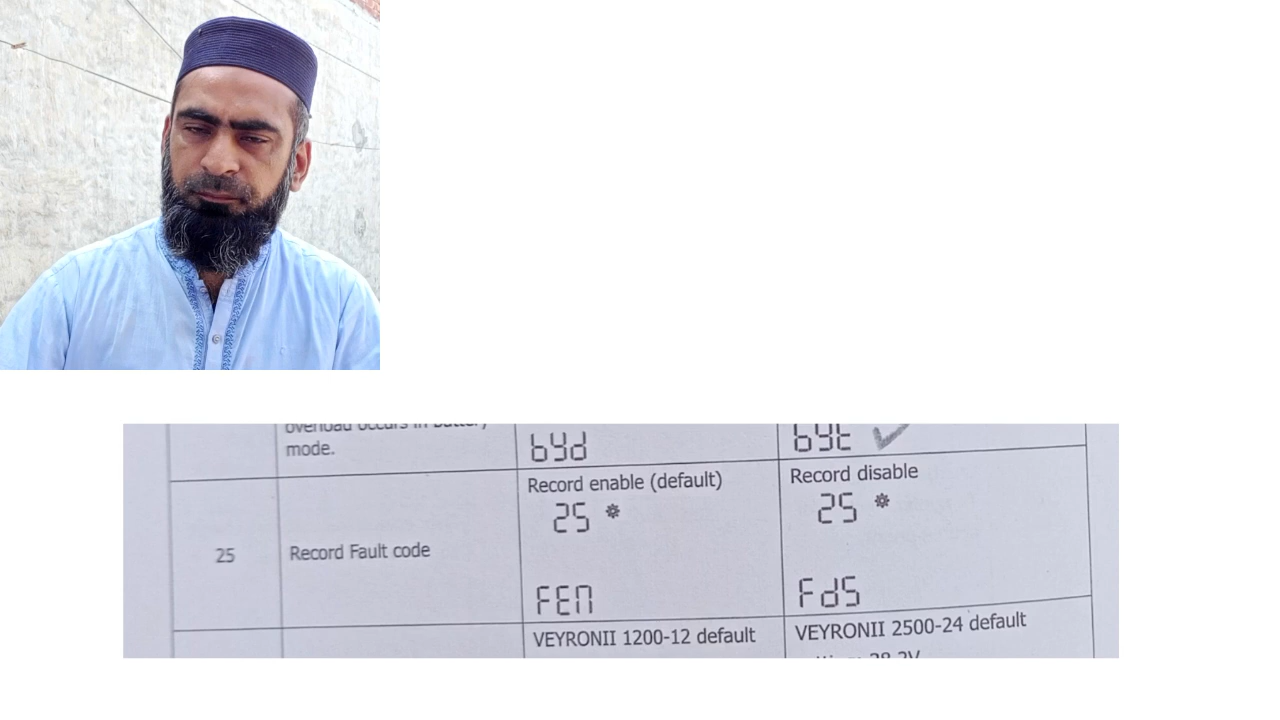 mode.
byd
byt
Record enable (default)
Record disable
25
25
25
Record Fault code
FEN
FdS
VEYRONII 1200-12 default
VEYRONII 2500-24 default